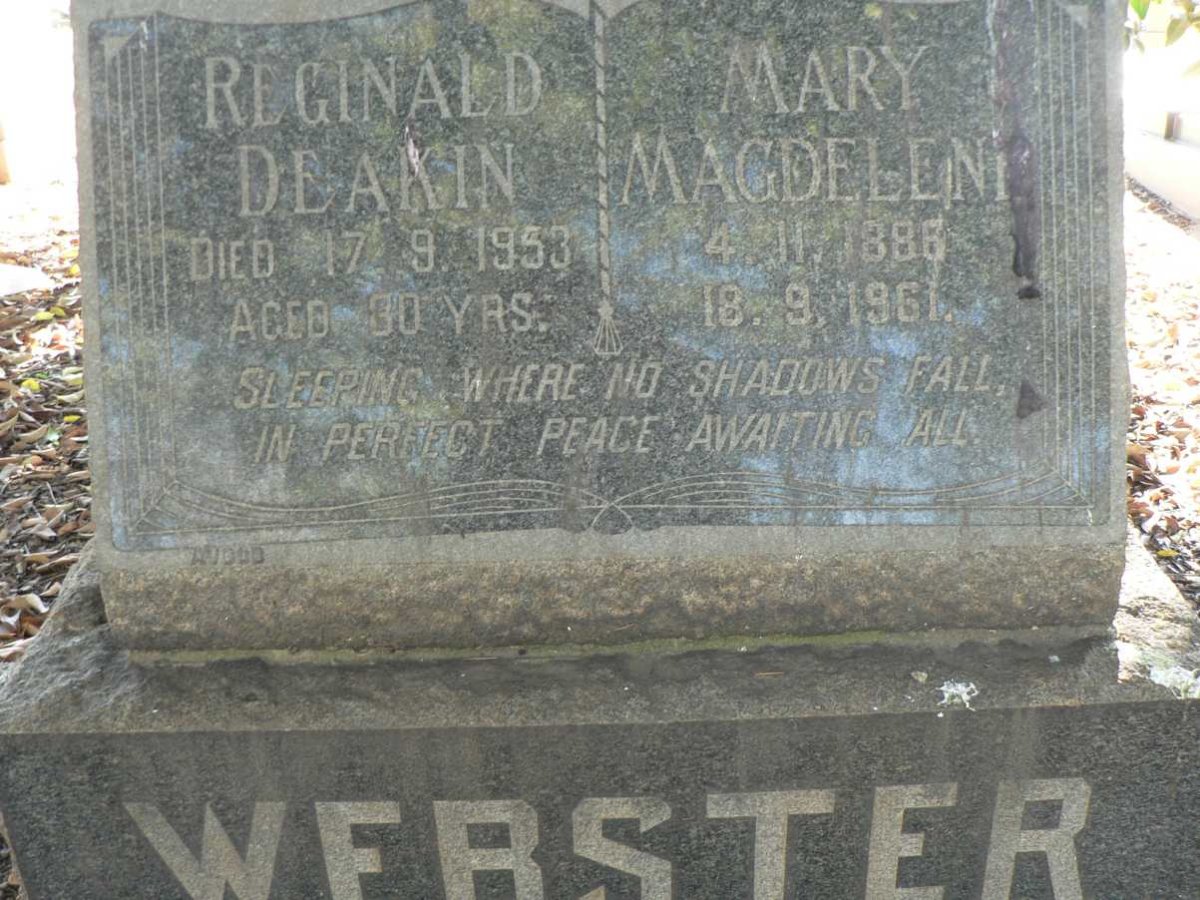 REGINALD
DEAKIN
DIED 17 9. 1953
AGED 90 YRS.
MARY
MAGDELENE
4. 11. 1886
18. 9. 1961.
SLEEPING WHERE NO SHADOWS FALL,
IN PERFECT PEACE AWAITING ALL.
WEBSTER